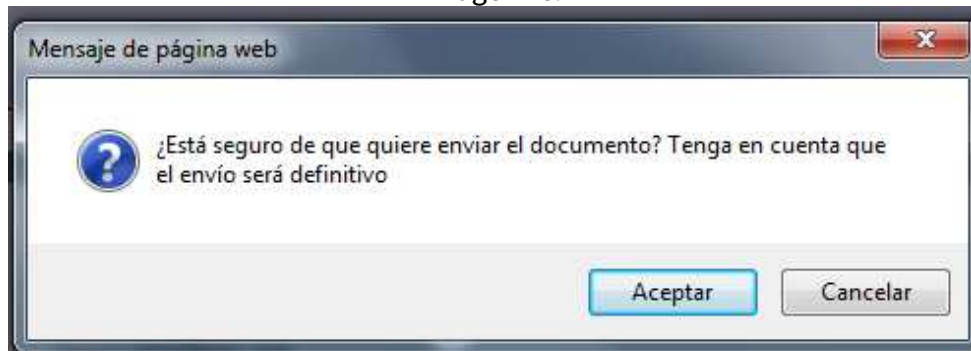 Mensaje de página web
¿Está seguro de que quiere enviar el documento? Tenga en cuenta que
el envío será definitivo
Aceptar
Cancelar